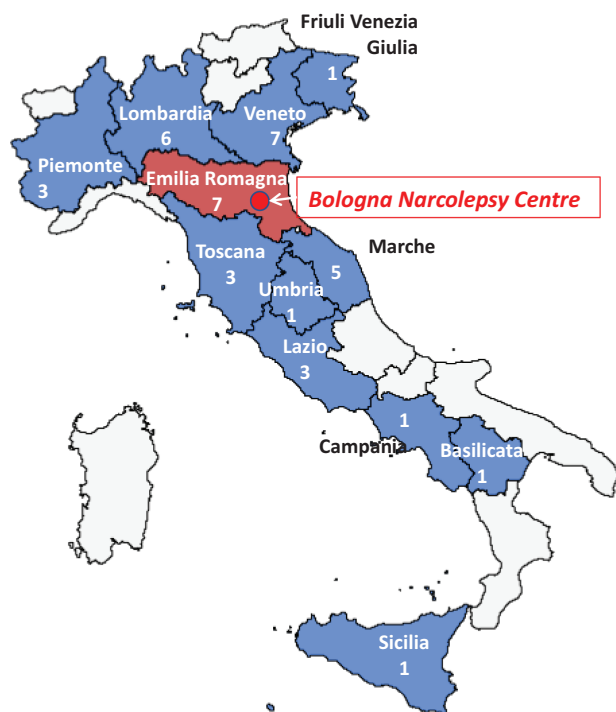 Friuli Venezia
Giulia
1
Lombardia
6
Veneto
7
Piemonte
3
Emilia Romagna
7
Bologna Narcolepsy Centre
Toscana
3
Marche
5
Umbria
1
Lazio
3
1
Campania
Basilicata
1
Sicilia
1